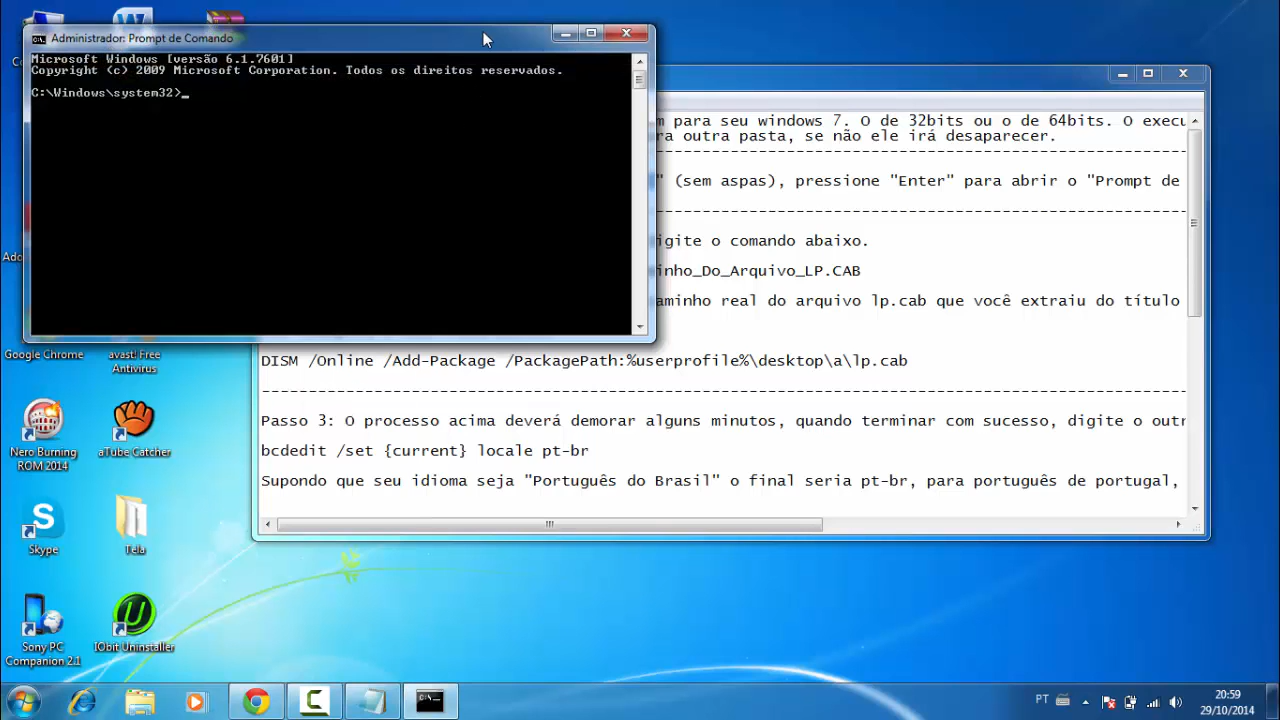 Administrador: Prompt de Comando
Microsoft Windows [versão 6.1.7601]
Copyright (c) 2009 Microsoft Corporation. Todos os direitos reservados.
C:\Windows\system32>_
m para seu windows 7. O de 32bits ou o de 64bits. O execu
ra outra pasta, se não ele irá desaparecer.
--------------------------------------------------------
" (sem aspas), pressione "Enter" para abrir o "Prompt de
--------------------------------------------------------
igite o comando abaixo.
inho_Do_Arquivo_LP.CAB
aminho real do arquivo lp.cab que você extraiu do título
DISM /Online /Add-Package /PackagePath:%userprofile%\desktop\a\lp.cab
---------------------------------------------------------------------------------------------------
Passo 3: O processo acima deverá demorar alguns minutos, quando terminar com sucesso, digite o outr
bcdedit /set {current} locale pt-br
Supondo que seu idioma seja "Português do Brasil" o final seria pt-br, para português de portugal,
Google Chrome
avast! Free Antivirus
Nero Burning ROM 2014
aTube Catcher
Skype
Tela
Sony PC Companion 2.1
IObit Uninstaller
PT
20:59
29/10/2014